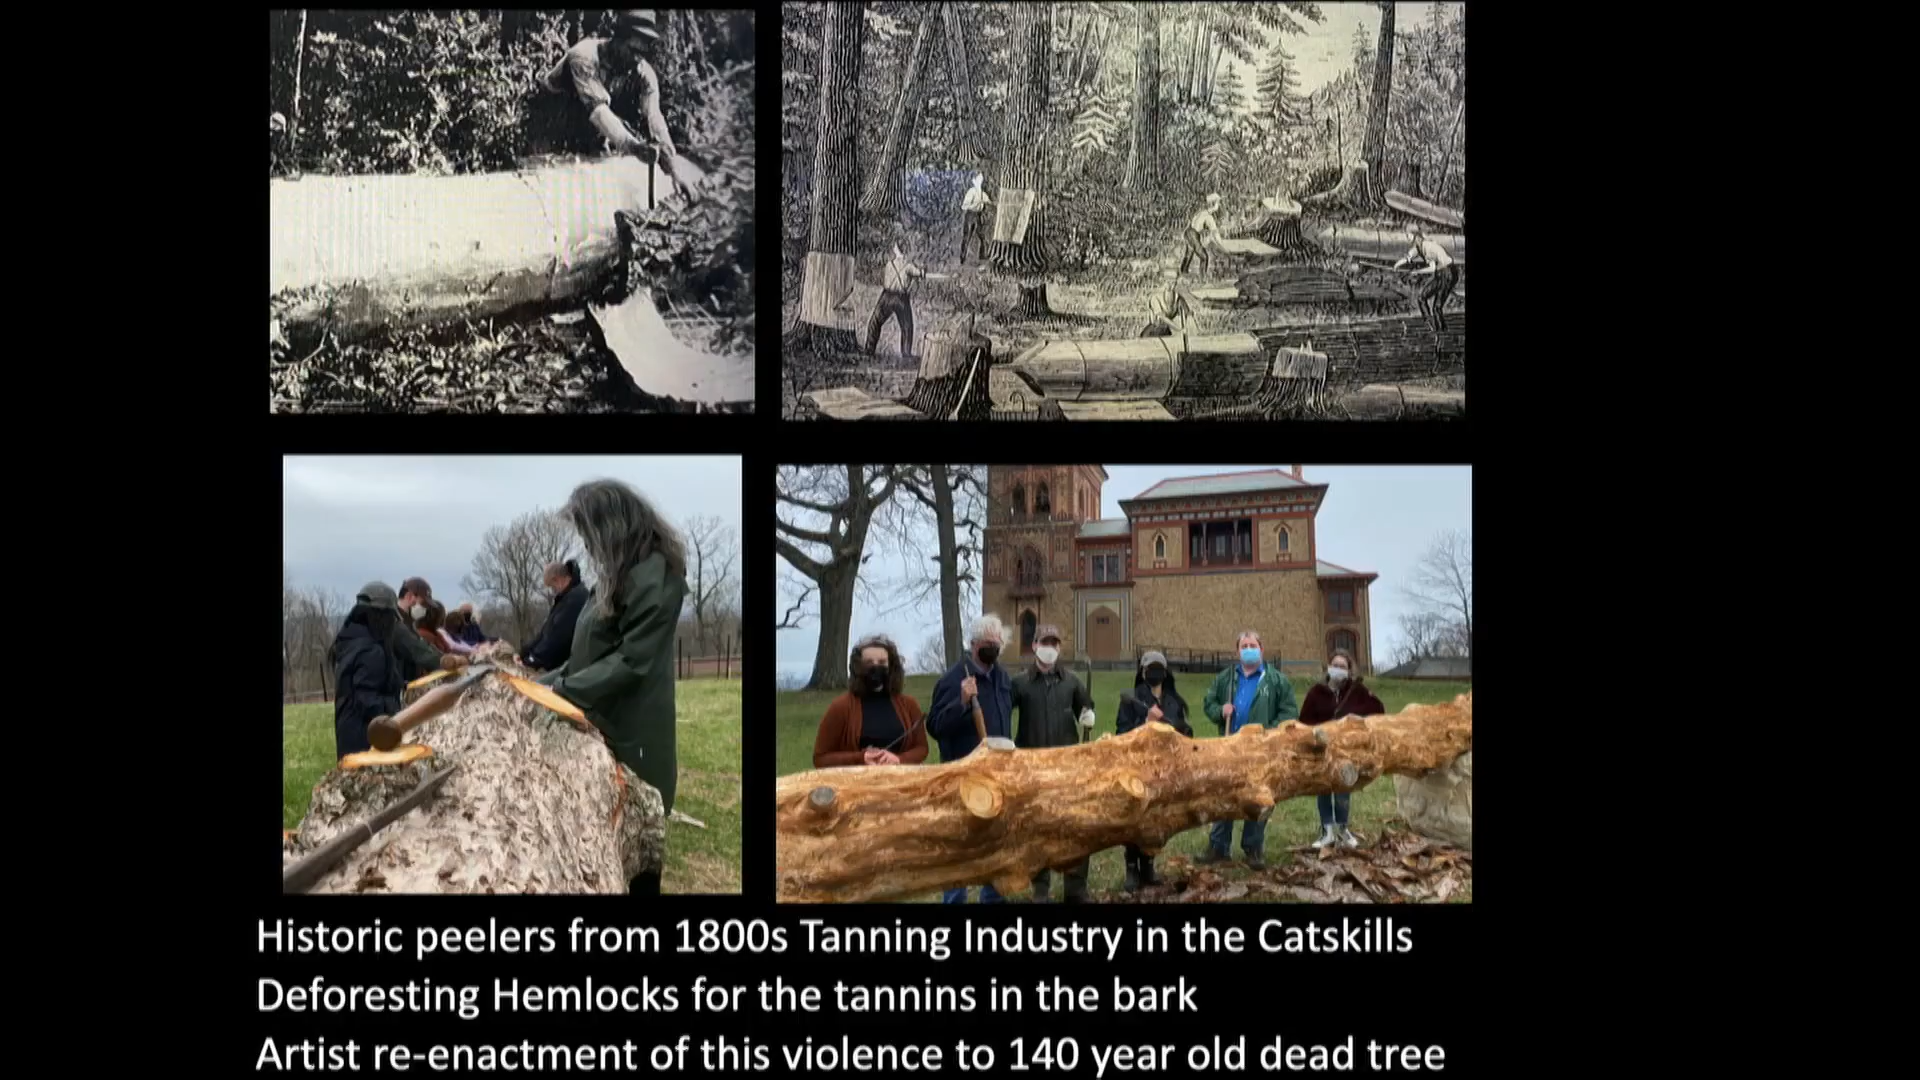 Historic peelers from 1800s Tanning Industry in the Catskills
Deforesting Hemlocks for the tannins in the bark
Artist re-enactment of this violence to 140 year old dead tree